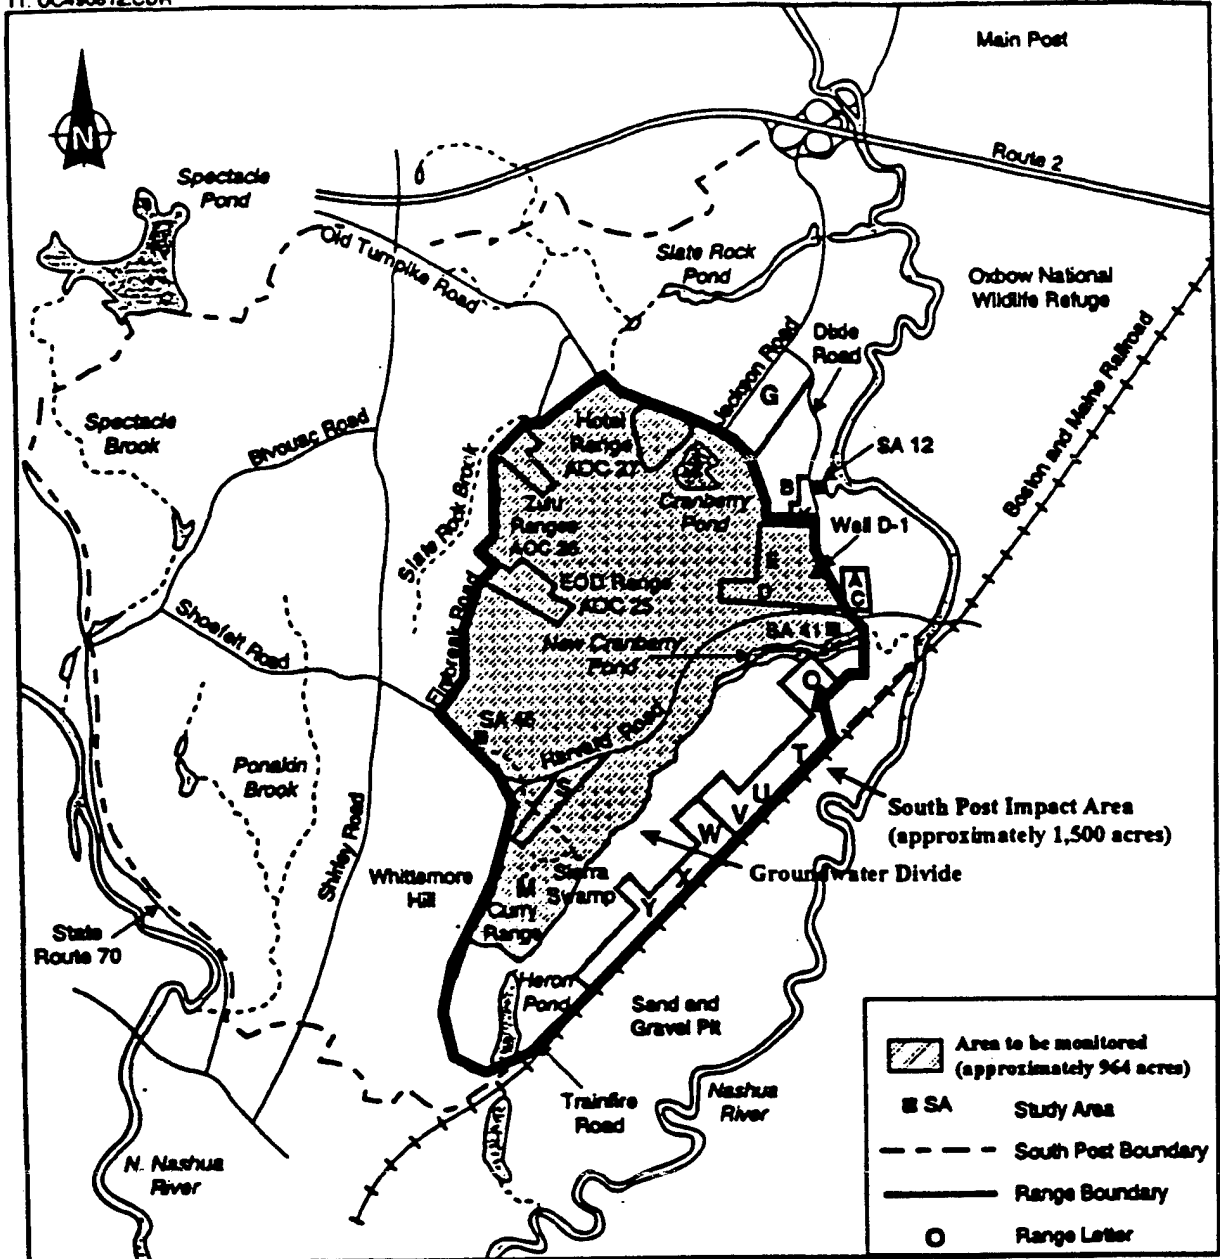 Main Post
N
Route 2
Spectacle
Pond
Old Turnpike Road
Slate Rock
Pond
Oxbow National
Wildlife Refuge
Jackson Road
Dixie
Road
Boston and Maine Railroad
G
Spectacle
Brook
Bivouac Road
Hotel
Range
AOC 27
SA 12
Slate Rock Brook
Cranberry
Pond
B
K
Zulu
Ranges
AOC 26
Well D-1
E
D
A
C
EOD Range
AOC 25
Shoefelt Road
Firebreak Road
SA 41
New Cranberry
Pond
O
SA 46
Harvard Road
Ponakin
Brook
S
T
U
V
W
South Post Impact Area
(approximately 1,500 acres)
Shirley Road
Groundwater Divide
Whittemore
Hill
M
Sierra
Swamp
X
Y
Curry
Range
State
Route 70
Heron
Pond
Sand and
Gravel Pit
Trainfire
Road
Nashua
River
N. Nashua
River
Area to be monitored
(approximately 964 acres)
SA
Study Area
South Post Boundary
Range Boundary
O
Range Letter